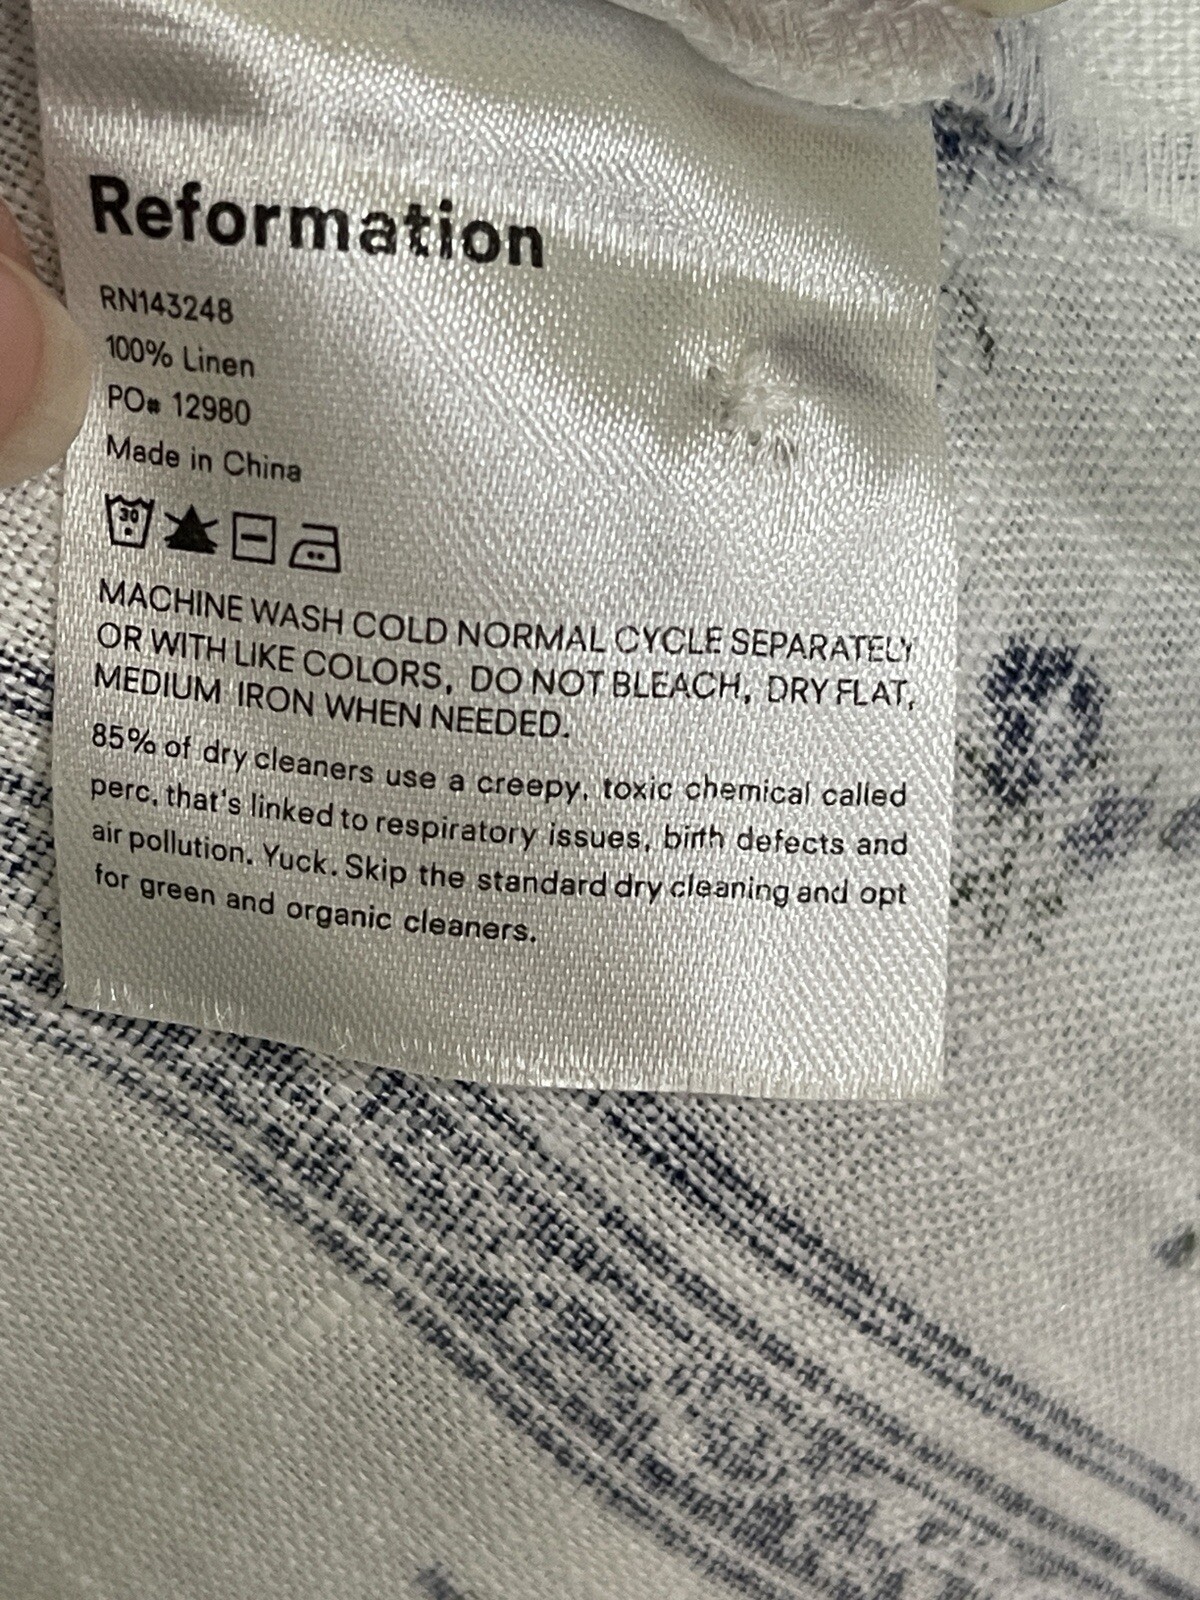 Reformation
RN143248
100% Linen
PO# 12980
Made in China
30
MACHINE WASH COLD NORMAL CYCLE SEPARATELY
OR WITH LIKE COLORS, DO NOT BLEACH, DRY FLAT,
MEDIUM IRON WHEN NEEDED.
85% of dry cleaners use a creepy, toxic chemical called
perc, that's linked to respiratory issues, birth defects and
air pollution. Yuck. Skip the standard dry cleaning and opt
for green and organic cleaners.